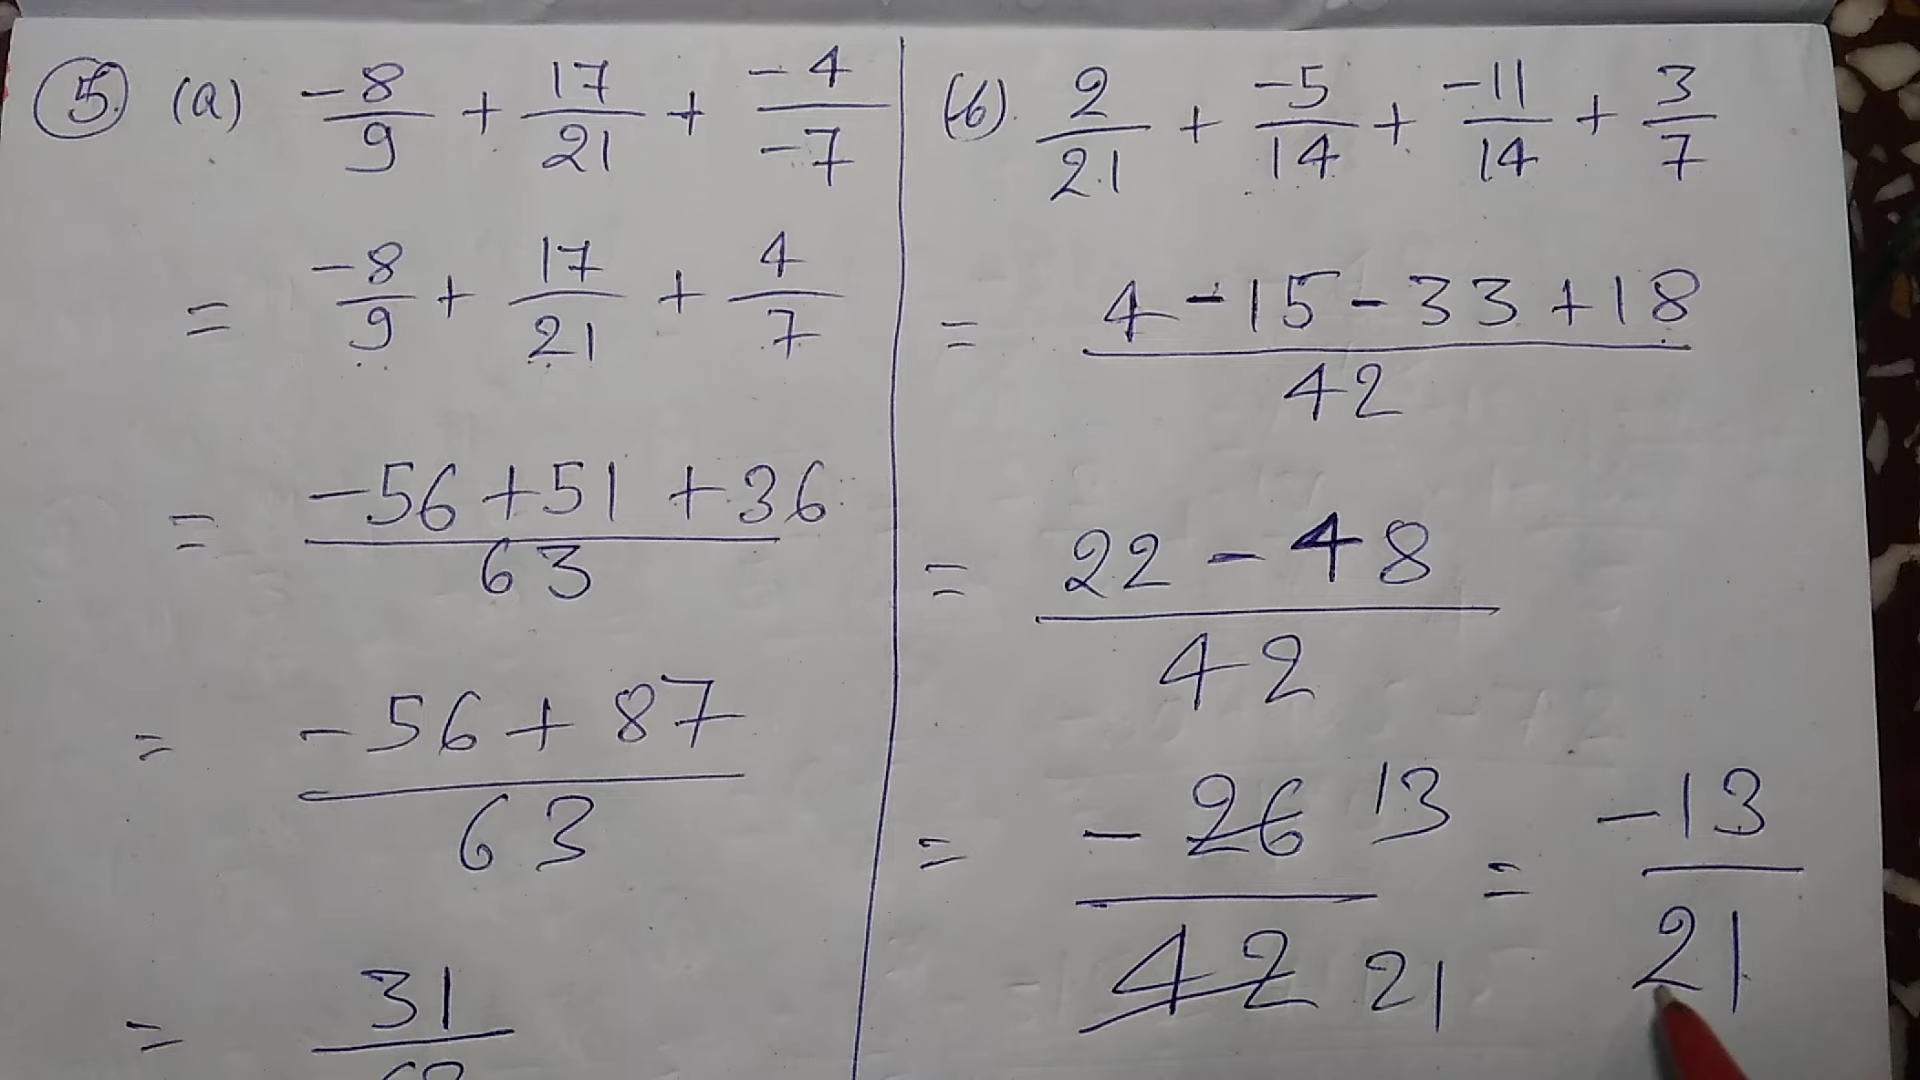 5. (a) -8/9 + 17/21 + -4/-7
= -8/9 + 17/21 + 4/7
= -56 + 51 + 36 / 63
= -56 + 87 / 63
= 31 /
(b). 2/21 + -5/14 + -11/14 + 3/7
= 4 - 15 - 33 + 18 / 42
= 22 - 48 / 42
= -26 13 / 42 21 = -13/21